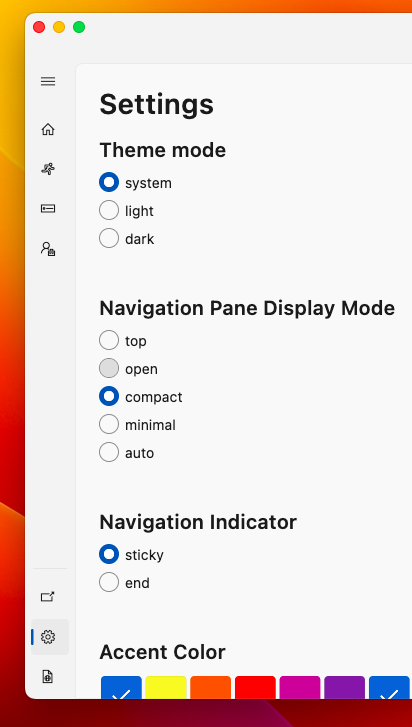 Settings
Theme mode
system
light
dark
Navigation Pane Display Mode
top
open
compact
minimal
auto
Navigation Indicator
sticky
end
Accent Color